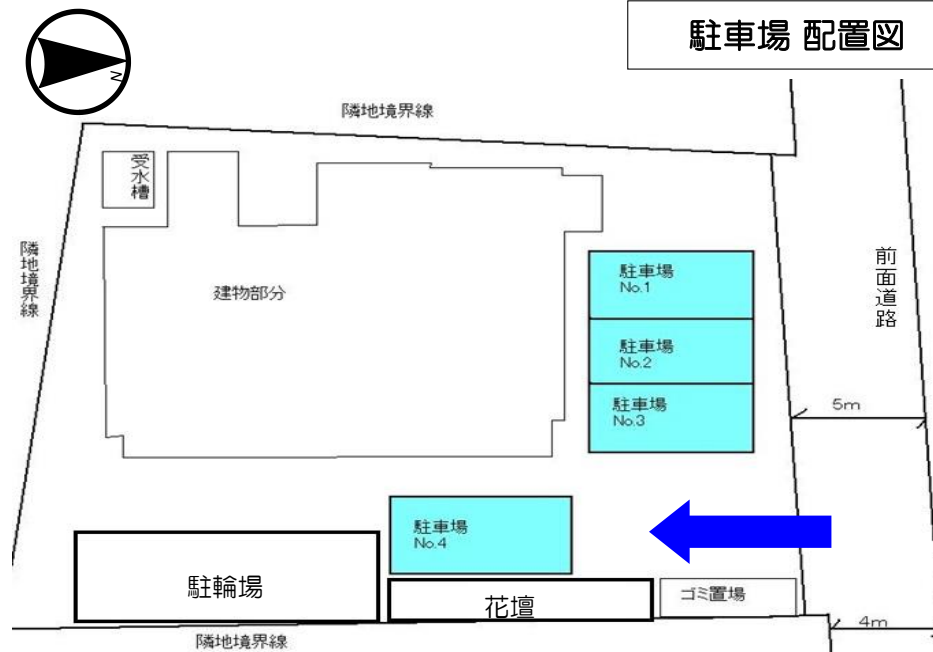 駐車場 配置図
N
隣地境界線
受水槽
隣地境界線
建物部分
駐車場
No.1
前面道路
駐車場
No.2
駐車場
No.3
5m
駐車場
No.4
駐輪場
花壇
ゴミ置場
4m
隣地境界線